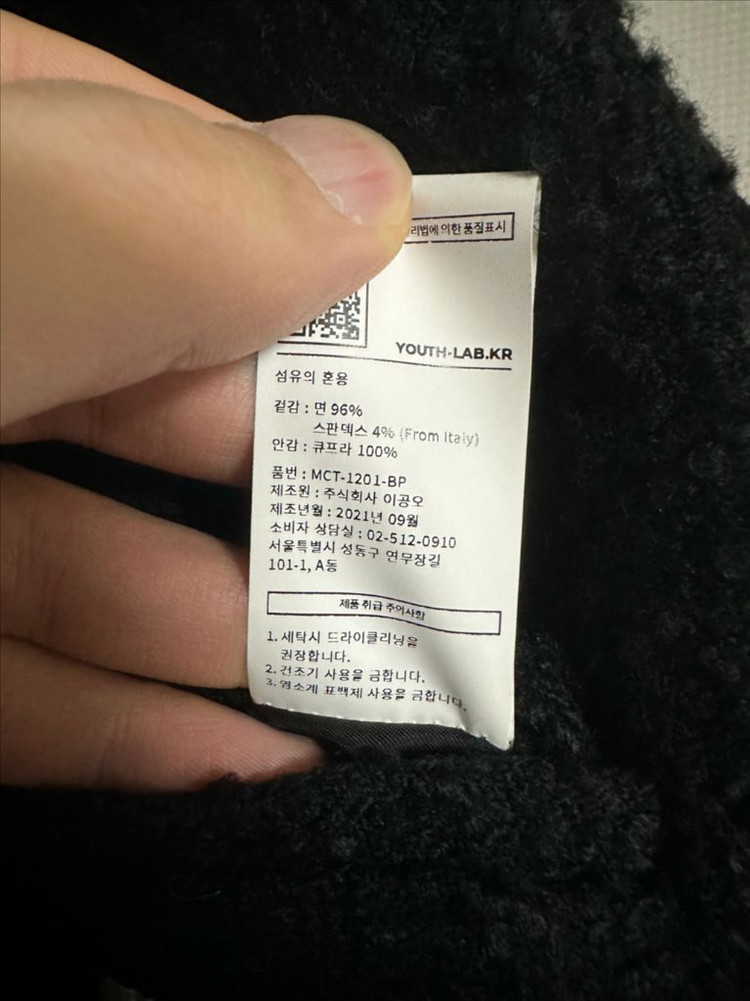 리법에 의한 품질표시
YOUTH-LAB.KR
섬유의 혼용
겉감 : 면 96%
스판덱스 4% (From Italy)
안감 : 큐프라 100%
품번 : MCT-1201-BP
제조원 : 주식회사 이공오
제조년월 : 2021년 09월
소비자 상담실 : 02-512-0910
서울특별시 성동구 연무장길
101-1, A동
제품 취급 주의사항
1. 세탁시 드라이클리닝을
권장합니다.
2. 건조기 사용을 금합니다.
3. 염소계 표백제 사용을 금합니다.